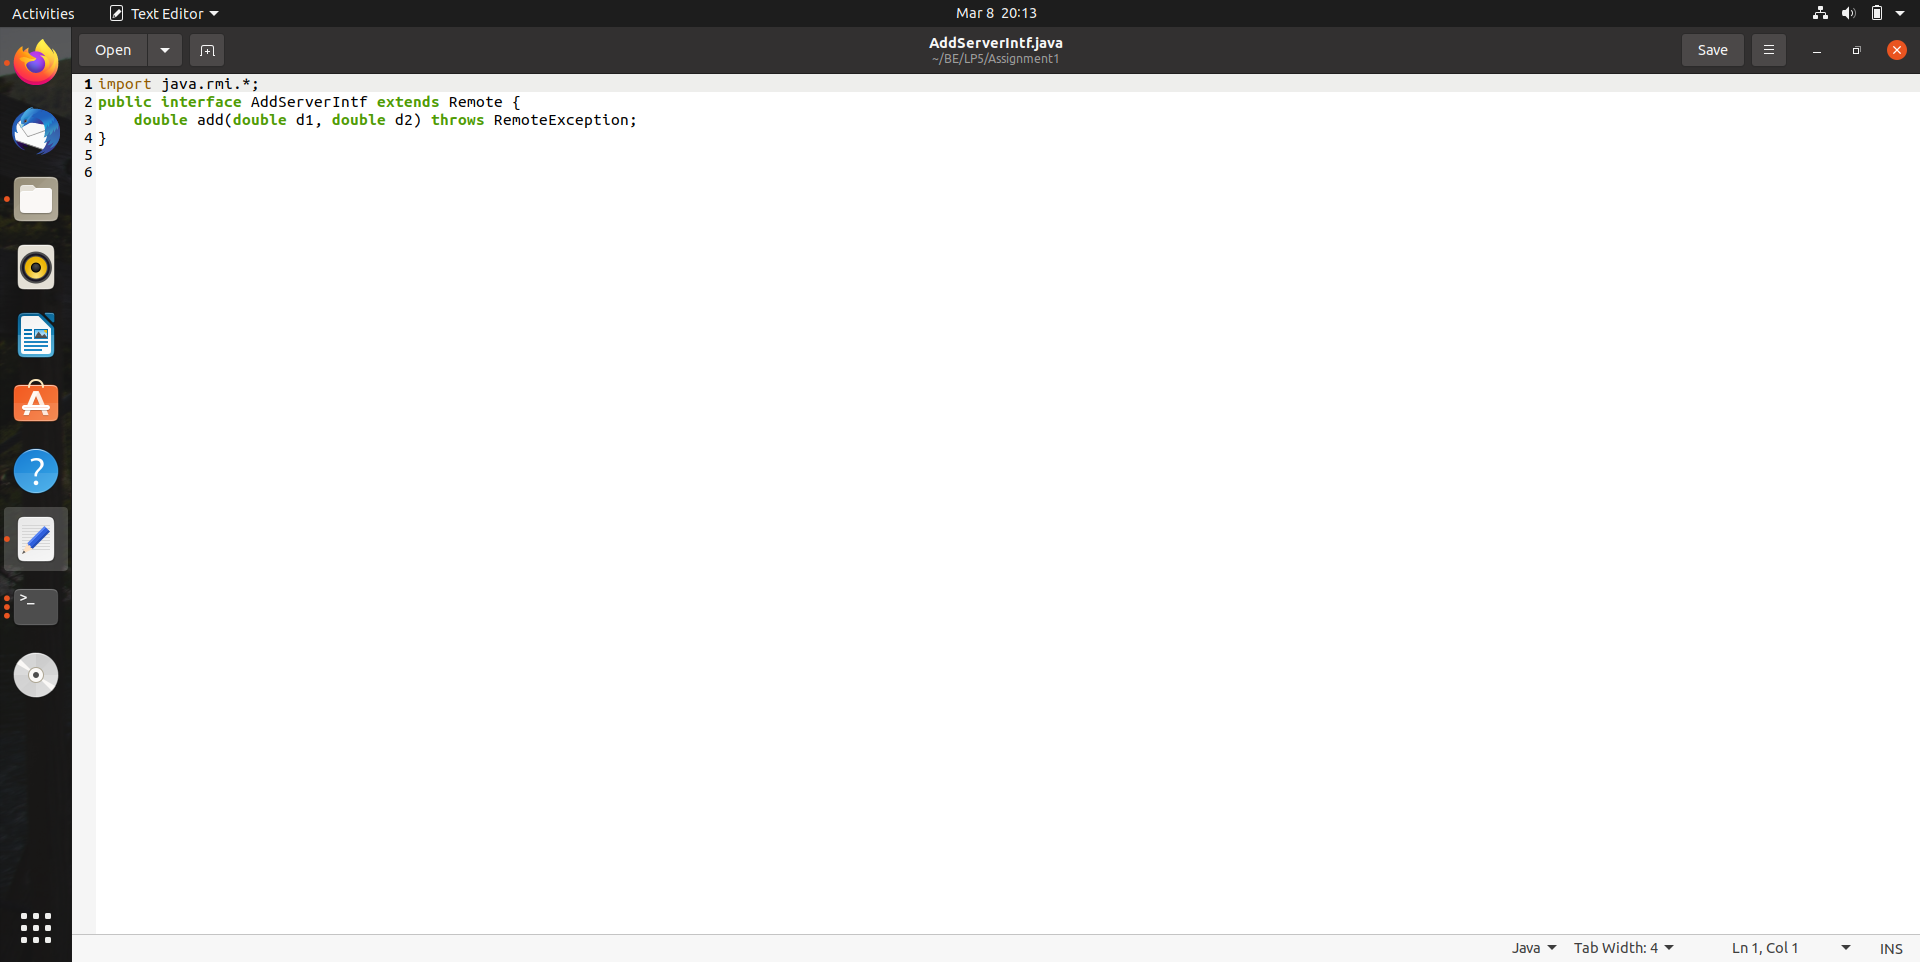 Activities Text Editor Mar 8 20:13
Open AddServerIntf.java Save
~/BE/LP5/Assignment1
1 import java.rmi.*;
2 public interface AddServerIntf extends Remote {
3     double add(double d1, double d2) throws RemoteException;
4 }
5
6
Java Tab Width: 4 Ln 1, Col 1 INS